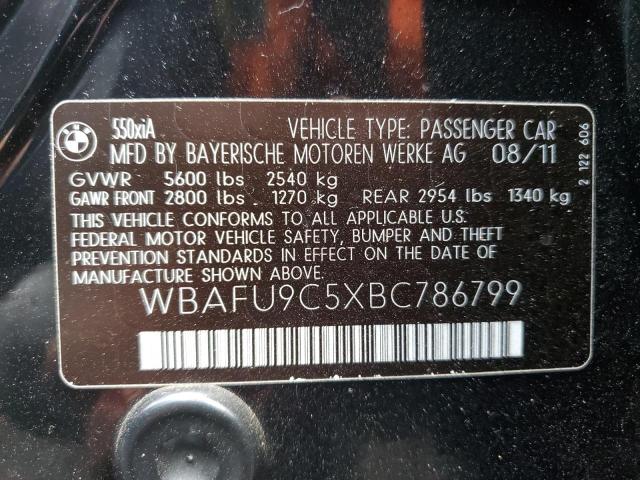 BMW 550xiA VEHICLE TYPE: PASSENGER CAR
MFD BY BAYERISCHE MOTOREN WERKE AG 08/11
GVWR 5600 lbs 2540 kg
GAWR FRONT 2800 lbs 1270 kg REAR 2954 lbs 1340 kg
THIS VEHICLE CONFORMS TO ALL APPLICABLE U.S.
FEDERAL MOTOR VEHICLE SAFETY, BUMPER AND THEFT
PREVENTION STANDARDS IN EFFECT ON THE DATE OF
MANUFACTURE SHOWN ABOVE.
WBAFU9C5XBC786799
2 122 606